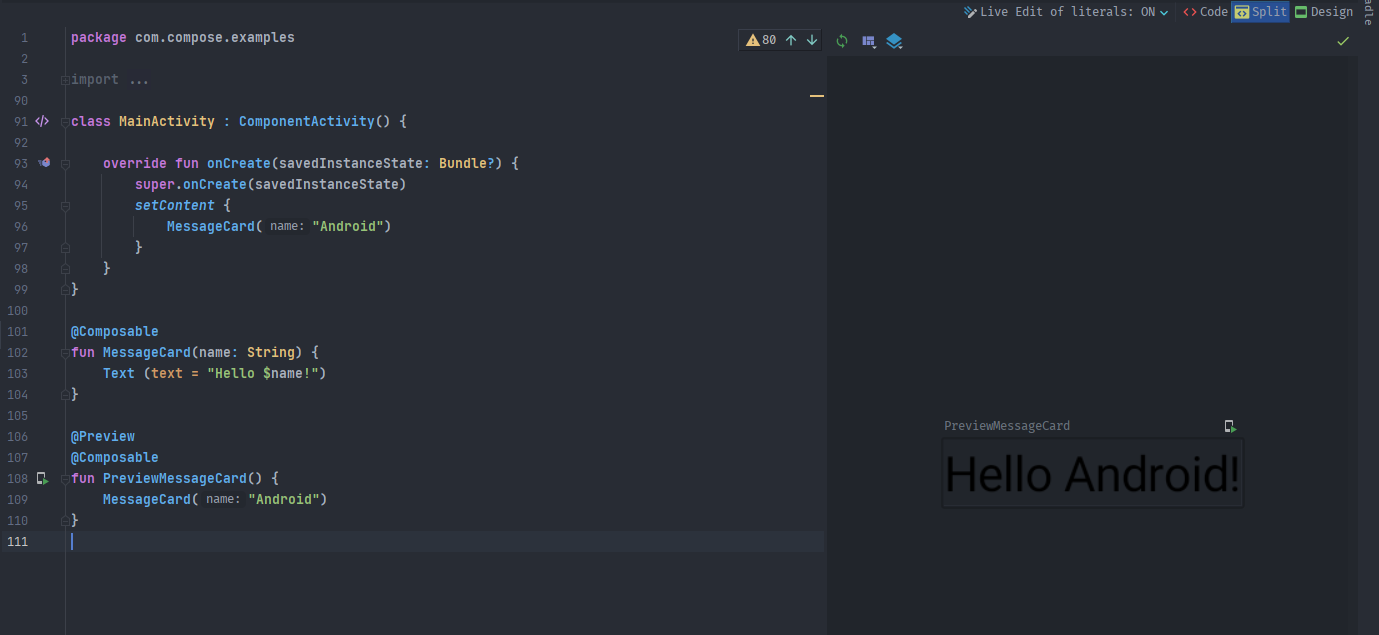 Live Edit of literals: ON
Code
Split
Design
adle
80
1 package com.compose.examples
2
3 import ...
90
91 class MainActivity : ComponentActivity() {
92
93 override fun onCreate(savedInstanceState: Bundle?) {
94 super.onCreate(savedInstanceState)
95 setContent {
96 MessageCard( name: "Android")
97 }
98 }
99 }
100
101 @Composable
102 fun MessageCard(name: String) {
103 Text (text = "Hello $name!")
104 }
105
106 @Preview
107 @Composable
108 fun PreviewMessageCard() {
109 MessageCard( name: "Android")
110 }
111
PreviewMessageCard
Hello Android!